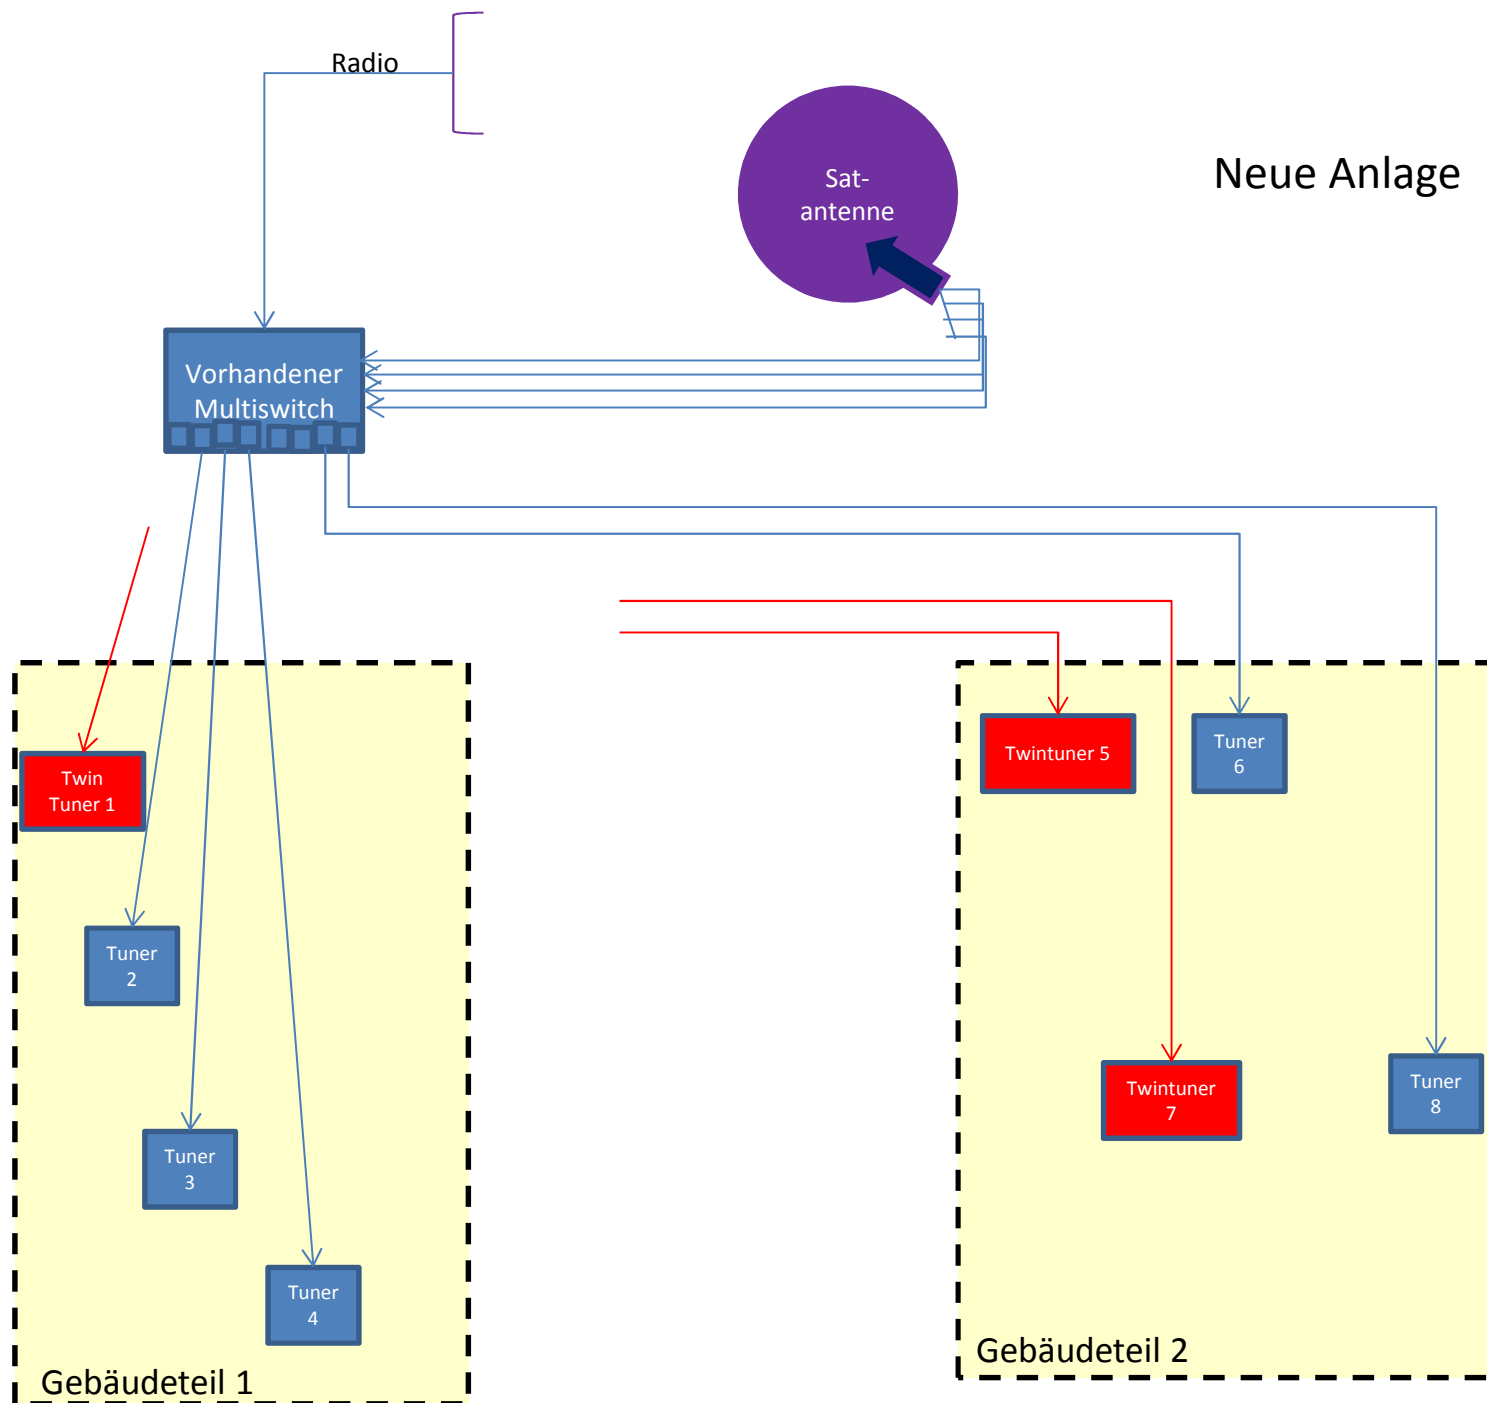 Radio
Sat-
antenne
Neue Anlage
Vorhandener
Multiswitch
Twin
Tuner 1
Twintuner 5
Tuner
6
Tuner
2
Twintuner
7
Tuner
8
Tuner
3
Tuner
4
Gebäudeteil 1
Gebäudeteil 2